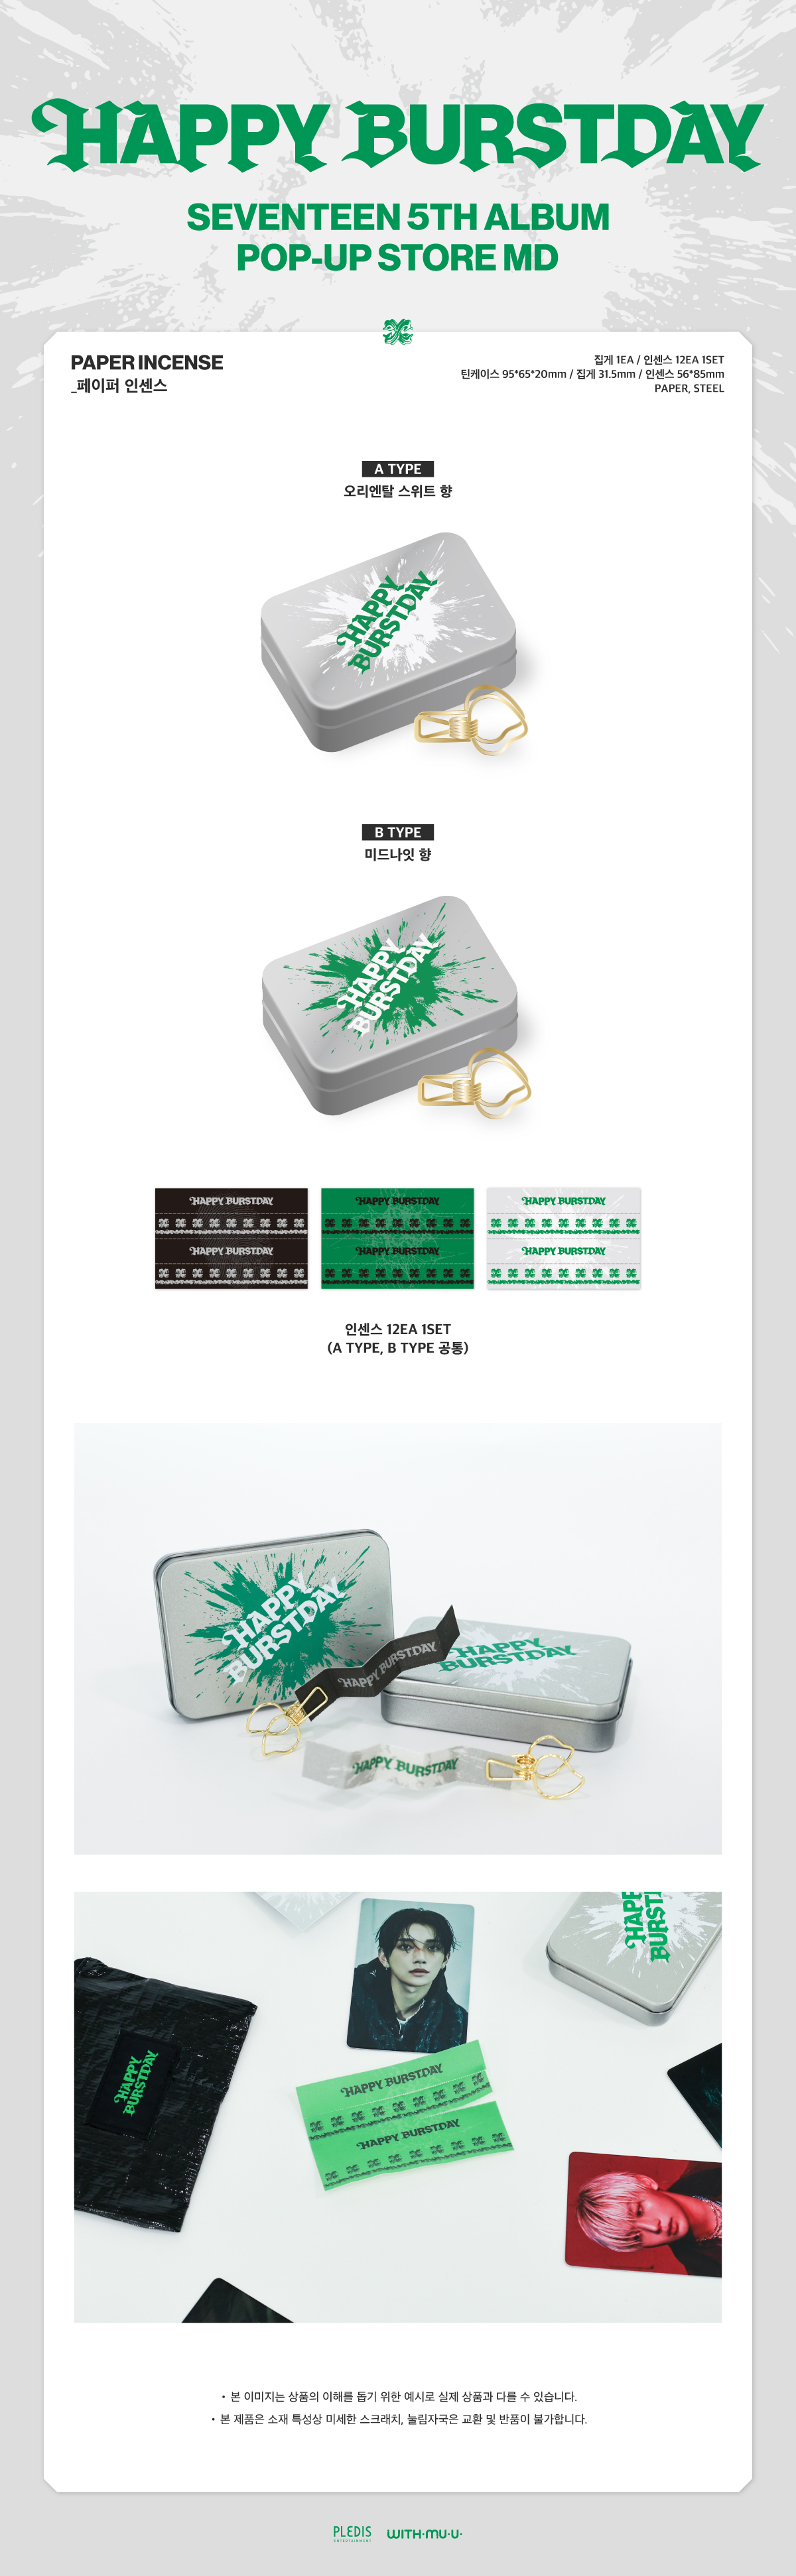 HAPPY BURSTDAY
SEVENTEEN 5TH ALBUM
POP-UP STORE MD
PAPER INCENSE
_페이퍼 인센스
집게 1EA / 인센스 12EA 1SET
틴케이스 95*65*20mm / 집게 31.5mm / 인센스 56*85mm
PAPER, STEEL
A TYPE
오리엔탈 스위트 향
HAPPY
BURSTDAY
B TYPE
미드나잇 향
HAPPY
BURSTDAY
HAPPY BURSTDAY
HAPPY BURSTDAY
HAPPY BURSTDAY
HAPPY BURSTDAY
HAPPY BURSTDAY
HAPPY BURSTDAY
인센스 12EA 1SET
(A TYPE, B TYPE 공통)
HAPPY
BURSTDAY
HAPPY BURSTDAY
HAPPY
BURSTDAY
HAPPY BURSTDAY
HAPPY
BURSTDAY
HAPPY
BURST
HAPPY BURSTDAY
HAPPY BURSTDAY
• 본 이미지는 상품의 이해를 돕기 위한 예시로 실제 상품과 다를 수 있습니다.
• 본 제품은 소재 특성상 미세한 스크래치, 눌림자국은 교환 및 반품이 불가합니다.
PLEDIS
ENTERTAINMENT
WITH·MU·U·